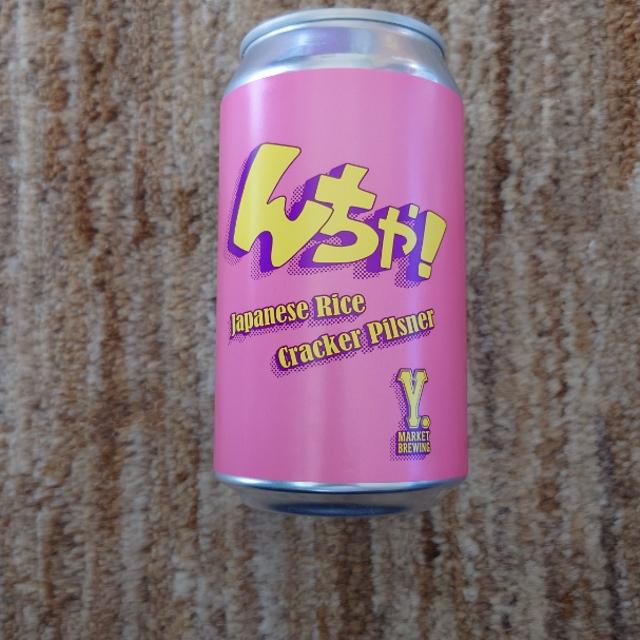 んちゃ!
Japanese Rice
Cracker Pilsner
Y.
MARKET
BREWING